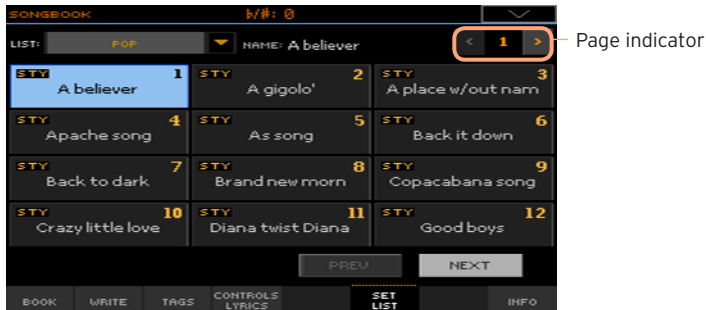 SONGBOOK
b/#: 0
LIST:
POP
NAME: A believer
< 1 >
Page indicator
STY 1
A believer
STY 2
A gigolo'
STY 3
A place w/out nam
STY 4
Apache song
STY 5
As song
STY 6
Back it down
STY 7
Back to dark
STY 8
Brand new morn
STY 9
Copacabana song
STY 10
Crazy little love
STY 11
Diana twist Diana
STY 12
Good boys
PREV
NEXT
BOOK
WRITE
TAGS
CONTROLS
LYRICS
SET
LIST
INFO